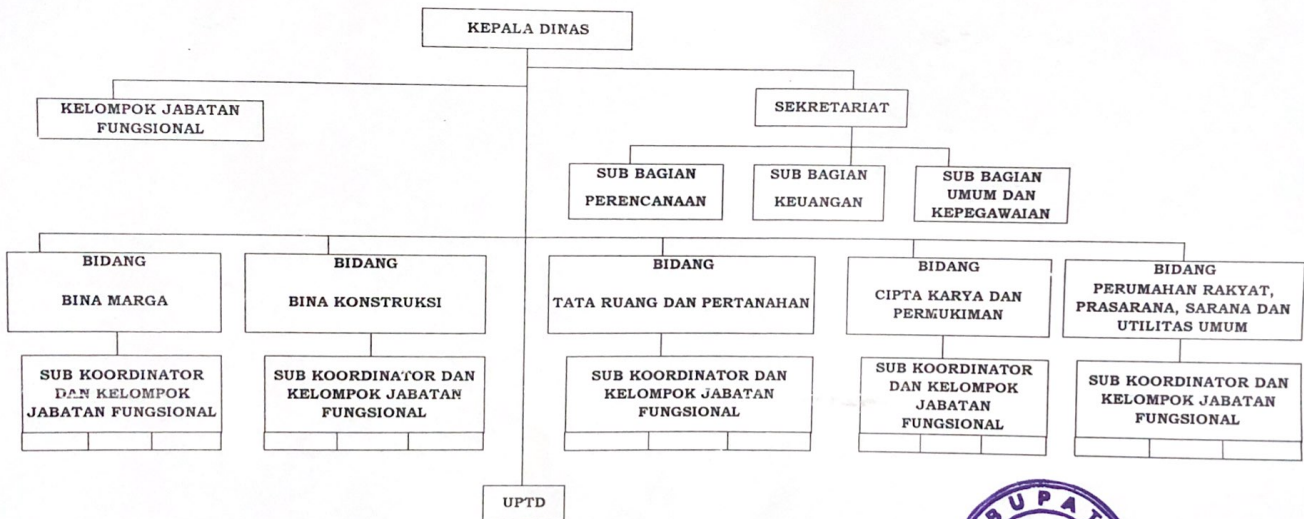 KEPALA DINAS
KELOMPOK JABATAN
FUNGSIONAL
SEKRETARIAT
SUB BAGIAN
PERENCANAAN
SUB BAGIAN
KEUANGAN
SUB BAGIAN
UMUM DAN
KEPEGAWAIAN
BIDANG
BINA MARGA
BIDANG
BINA KONSTRUKSI
BIDANG
TATA RUANG DAN PERTANAHAN
BIDANG
CIPTA KARYA DAN
PERMUKIMAN
BIDANG
PERUMAHAN RAKYAT,
PRASARANA, SARANA DAN
UTILITAS UMUM
SUB KOORDINATOR
DAN KELOMPOK
JABATAN FUNGSIONAL
SUB KOORDINATOR DAN
KELOMPOK JABATAN
FUNGSIONAL
SUB KOORDINATOR DAN
KELOMPOK JABATAN
FUNGSIONAL
SUB KOORDINATOR
DAN KELOMPOK
JABATAN
FUNGSIONAL
SUB KOORDINATOR DAN
KELOMPOK JABATAN
FUNGSIONAL
UPTD
BUPAT